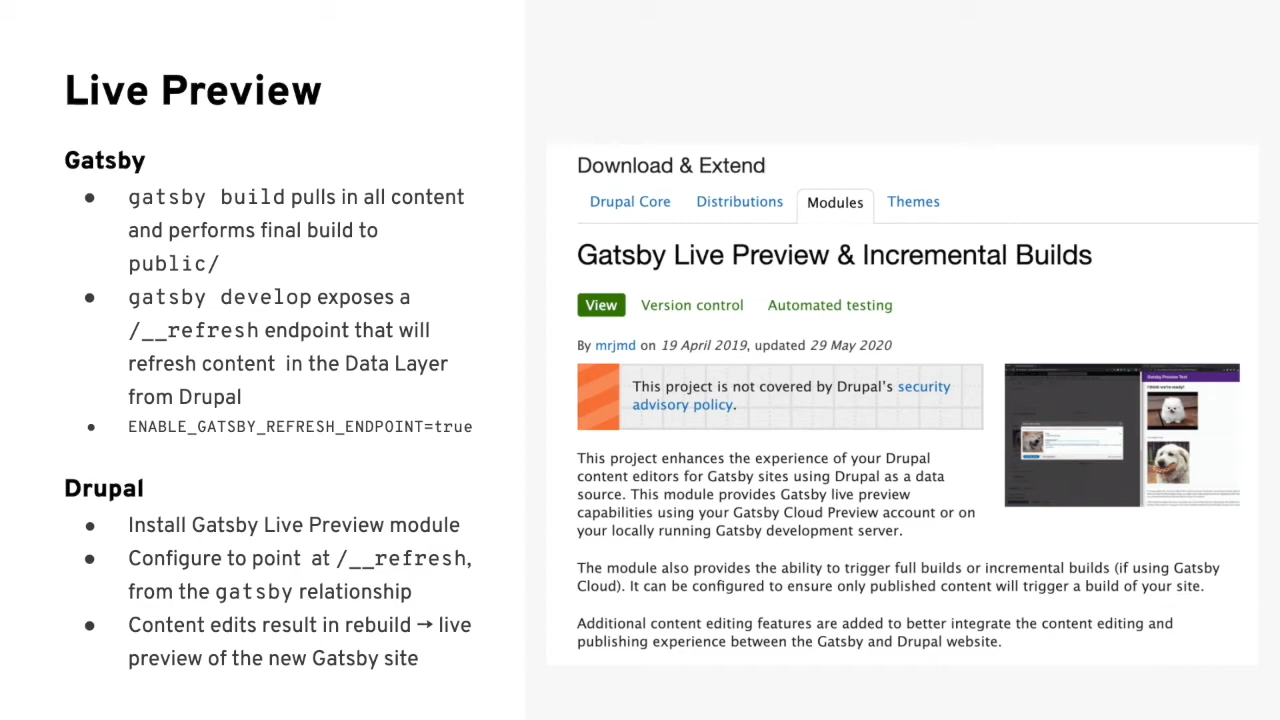 Live Preview
Gatsby
● gatsby build pulls in all content
and performs final build to
public/
● gatsby develop exposes a
/__refresh endpoint that will
refresh content in the Data Layer
from Drupal
● ENABLE_GATSBY_REFRESH_ENDPOINT=true
Drupal
● Install Gatsby Live Preview module
● Configure to point at /__refresh,
from the gatsby relationship
● Content edits result in rebuild → live
preview of the new Gatsby site
Download & Extend
Drupal Core Distributions Modules Themes
Gatsby Live Preview & Incremental Builds
View Version control Automated testing
By mrjmd on 19 April 2019, updated 29 May 2020
This project is not covered by Drupal's security
advisory policy.
Gatsby Preview Test
I think we're ready!
This project enhances the experience of your Drupal
content editors for Gatsby sites using Drupal as a data
source. This module provides Gatsby live preview
capabilities using your Gatsby Cloud Preview account or on
your locally running Gatsby development server.
The module also provides the ability to trigger full builds or incremental builds (if using Gatsby
Cloud). It can be configured to ensure only published content will trigger a build of your site.
Additional content editing features are added to better integrate the content editing and
publishing experience between the Gatsby and Drupal website.